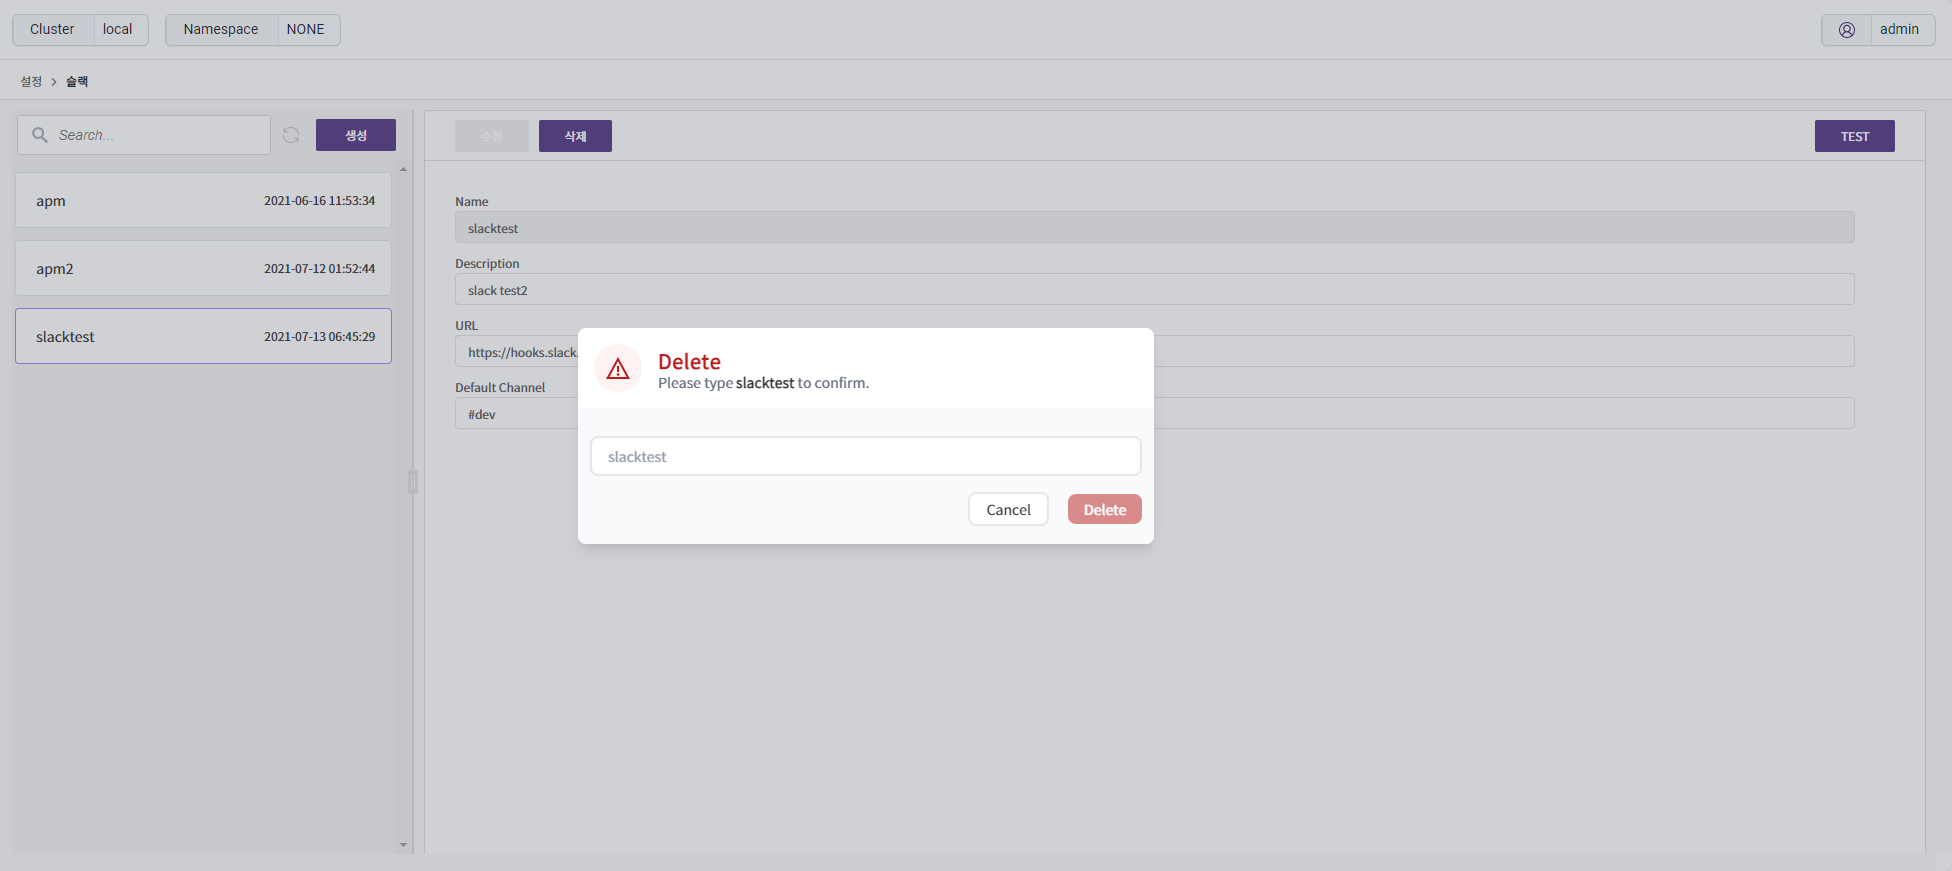 Cluster local Namespace NONE admin
설정 > 슬랙
Search... 생성 수정 삭제 TEST
apm 2021-06-16 11:53:34
apm2 2021-07-12 01:52:44
slacktest 2021-07-13 06:45:29
Name
slacktest
Description
slack test2
URL
https://hooks.slack.
Default Channel
#dev
Delete
Please type slacktest to confirm.
slacktest
Cancel Delete